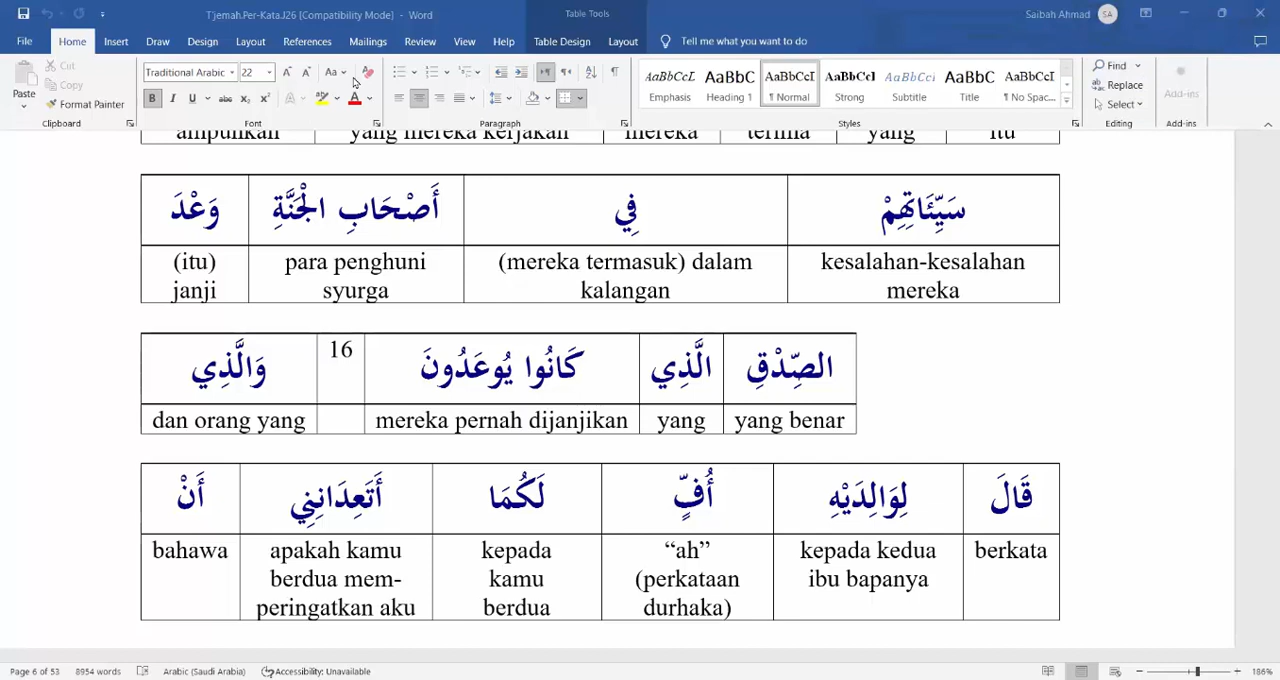 T'jemah.Per-Kata.J26 [Compatibility Mode] - Word
Table Tools
Saibah Ahmad SA
File Home Insert Draw Design Layout References Mailings Review View Help Table Design Layout Tell me what you want to do
Paste
Cut
Copy
Format Painter
Clipboard
Traditional Arabic 22
Font
Paragraph
AaBbCcL AaBbC AaBbCcI AaBbCcI AaBbCcL AaBbC AaBbCcI
Emphasis Heading 1 ¶ Normal Strong Subtitle Title ¶ No Spac...
Styles
Find
Replace
Select
Editing
Add-ins
Add-ins
ampunkan yang mereka kerjakan mereka terima yang itu
سَيِّئَاتِهِمْ فِي أَصْحَابِ الْجَنَّةِ وَعْدَ
(itu) para penghuni (mereka termasuk) dalam kesalahan-kesalahan
janji syurga kalangan mereka
الصِّدْقِ الَّذِي كَانُوا يُوعَدُونَ 16 وَالَّذِي
dan orang yang mereka pernah dijanjikan yang yang benar
قَالَ لِوَالِدَيْهِ أُفٍّ لَكُمَا أَتَعِدَانِنِي أَنْ
bahawa apakah kamu kepada “ah” kepada kedua berkata
berdua mem- kamu (perkataan ibu bapanya
peringatkan aku berdua durhaka)
Page 6 of 53 8954 words Arabic (Saudi Arabia) Accessibility: Unavailable 186%